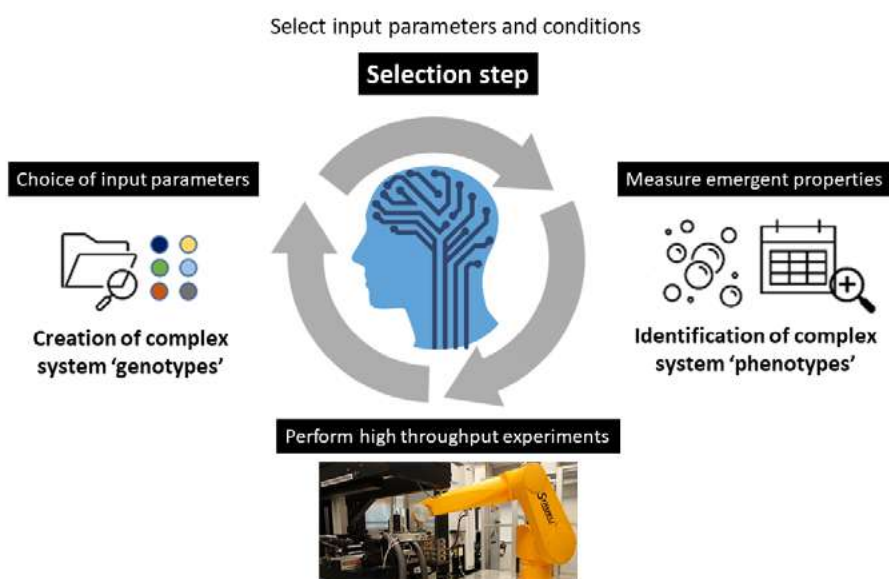 Select input parameters and conditions
Selection step
Choice of input parameters
Measure emergent properties
Creation of complex
system ‘genotypes’
Identification of complex
system ‘phenotypes’
Perform high throughput experiments
STÄUBLI